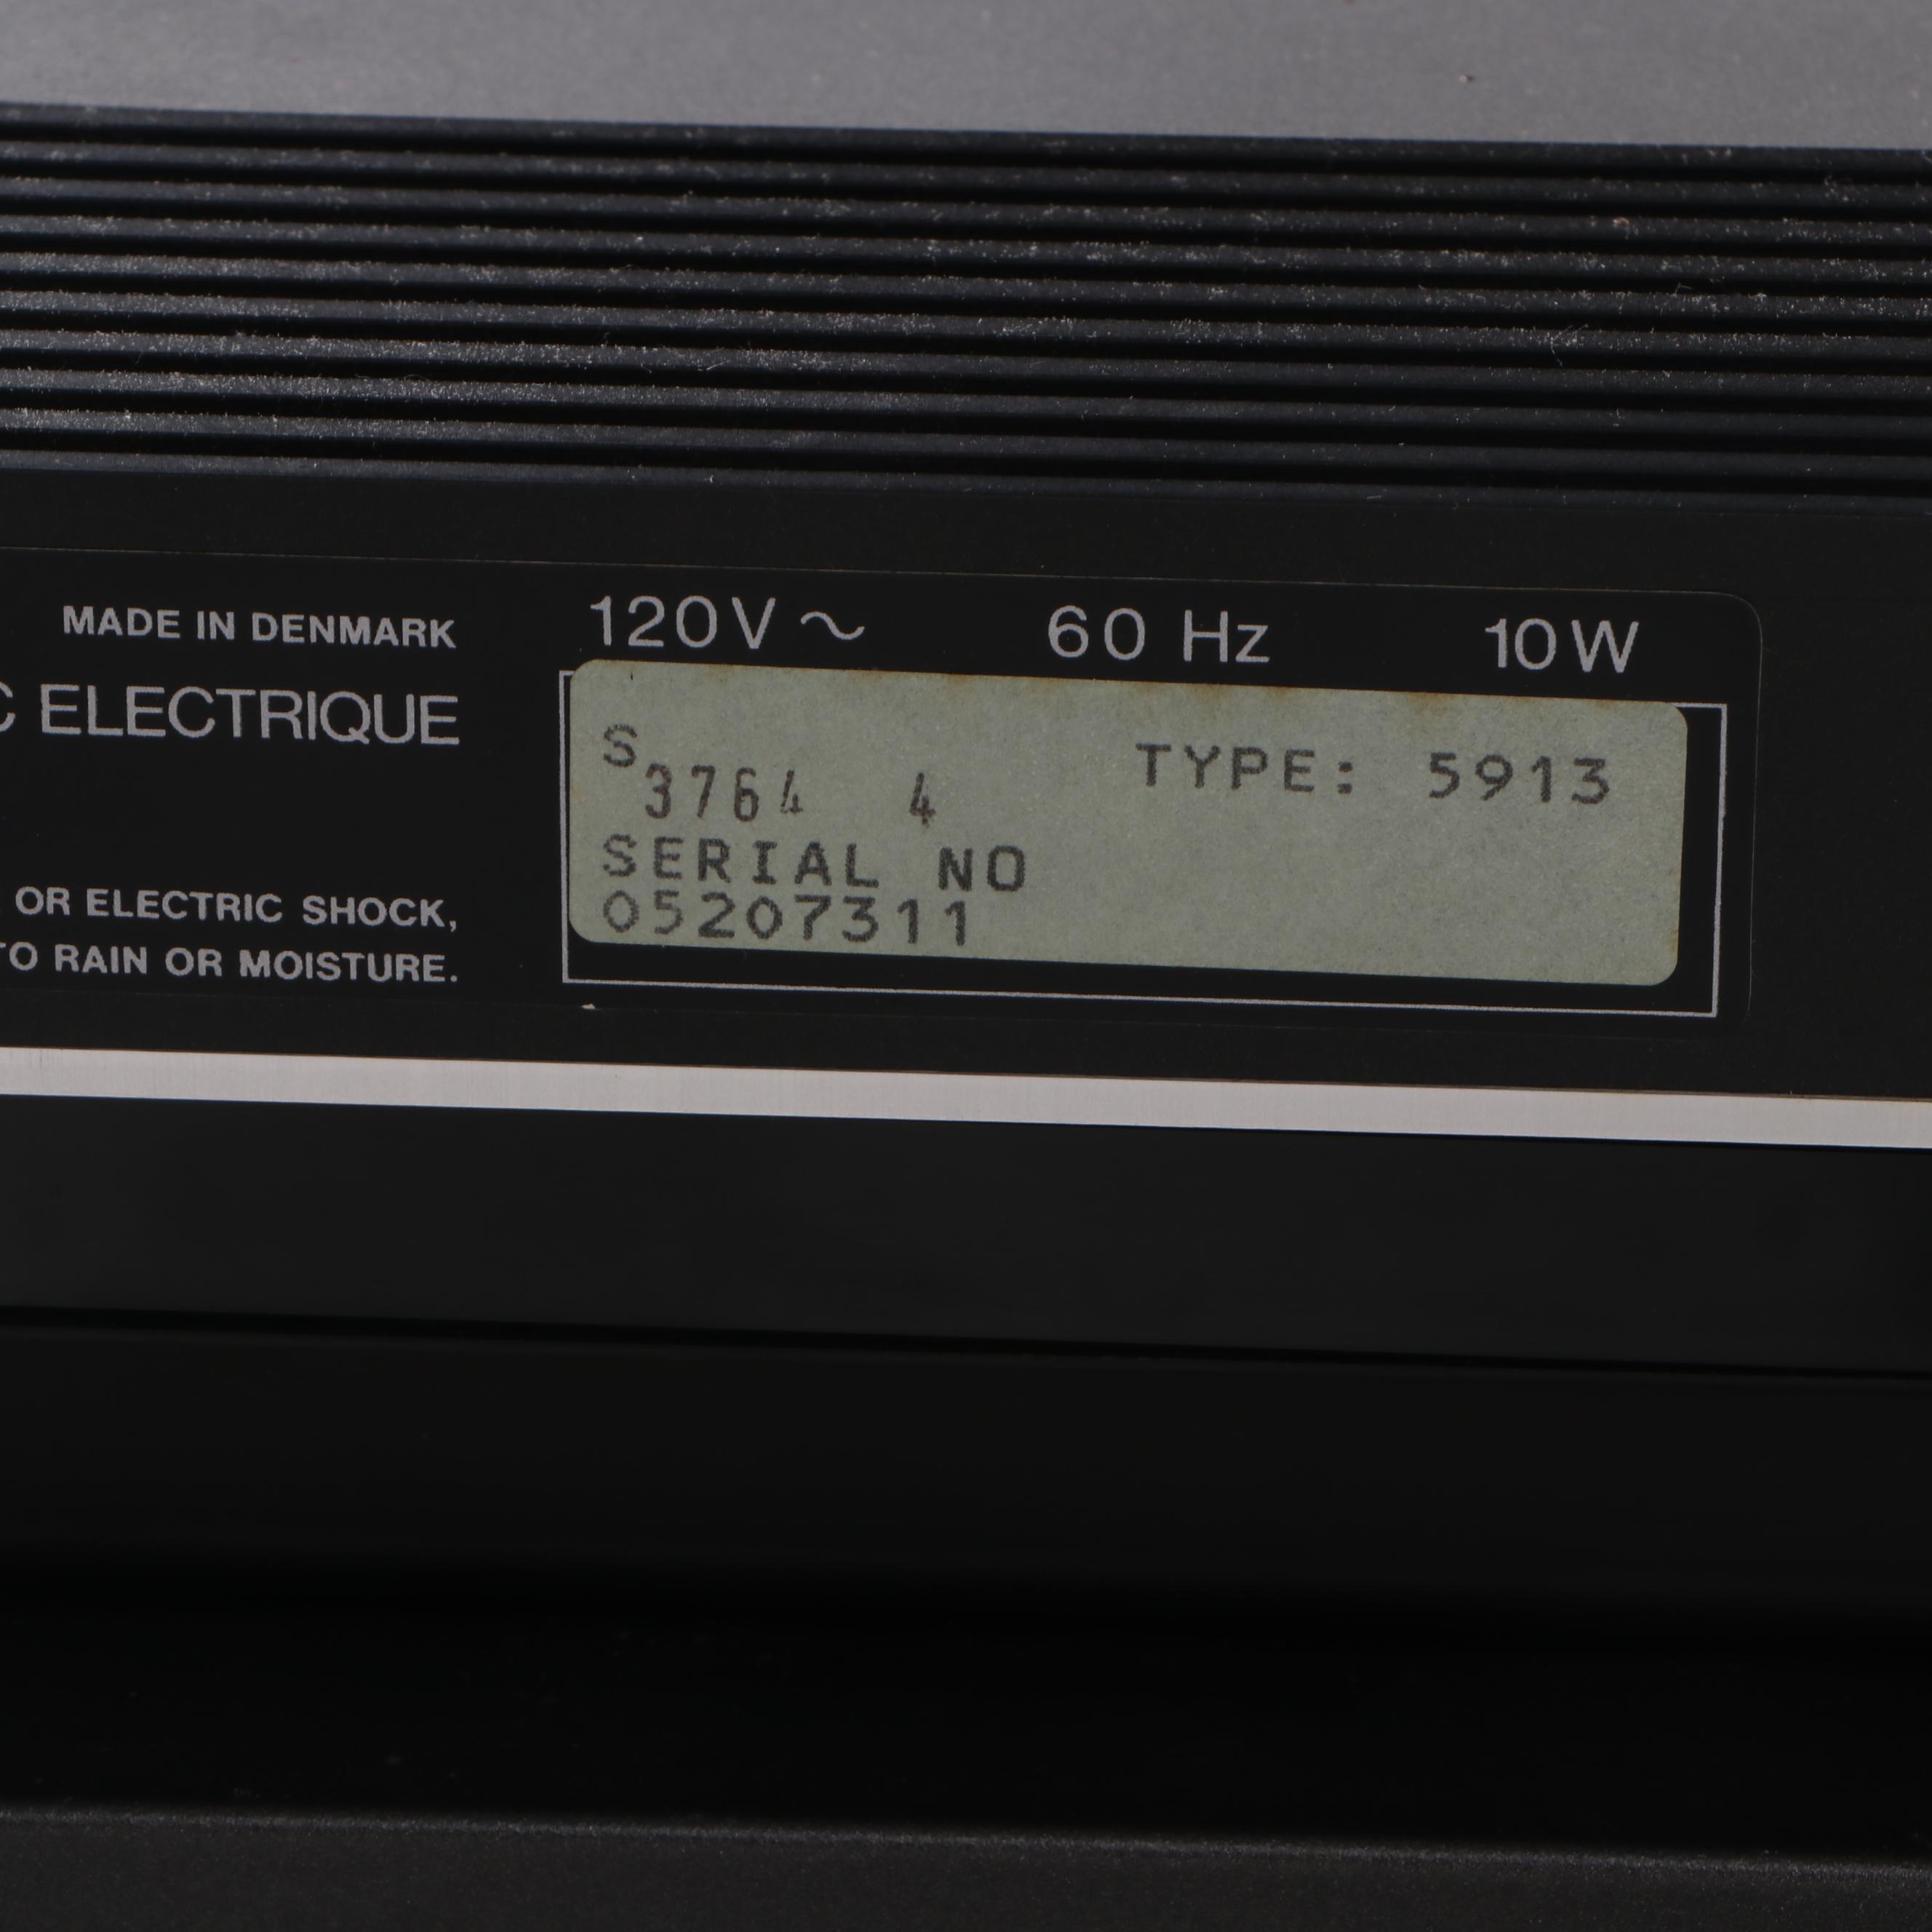 MADE IN DENMARK
C ELECTRIQUE
OR ELECTRIC SHOCK,
TO RAIN OR MOISTURE.
120V~ 60 Hz 10W
S TYPE: 5913
3764 4
SERIAL NO
05207311